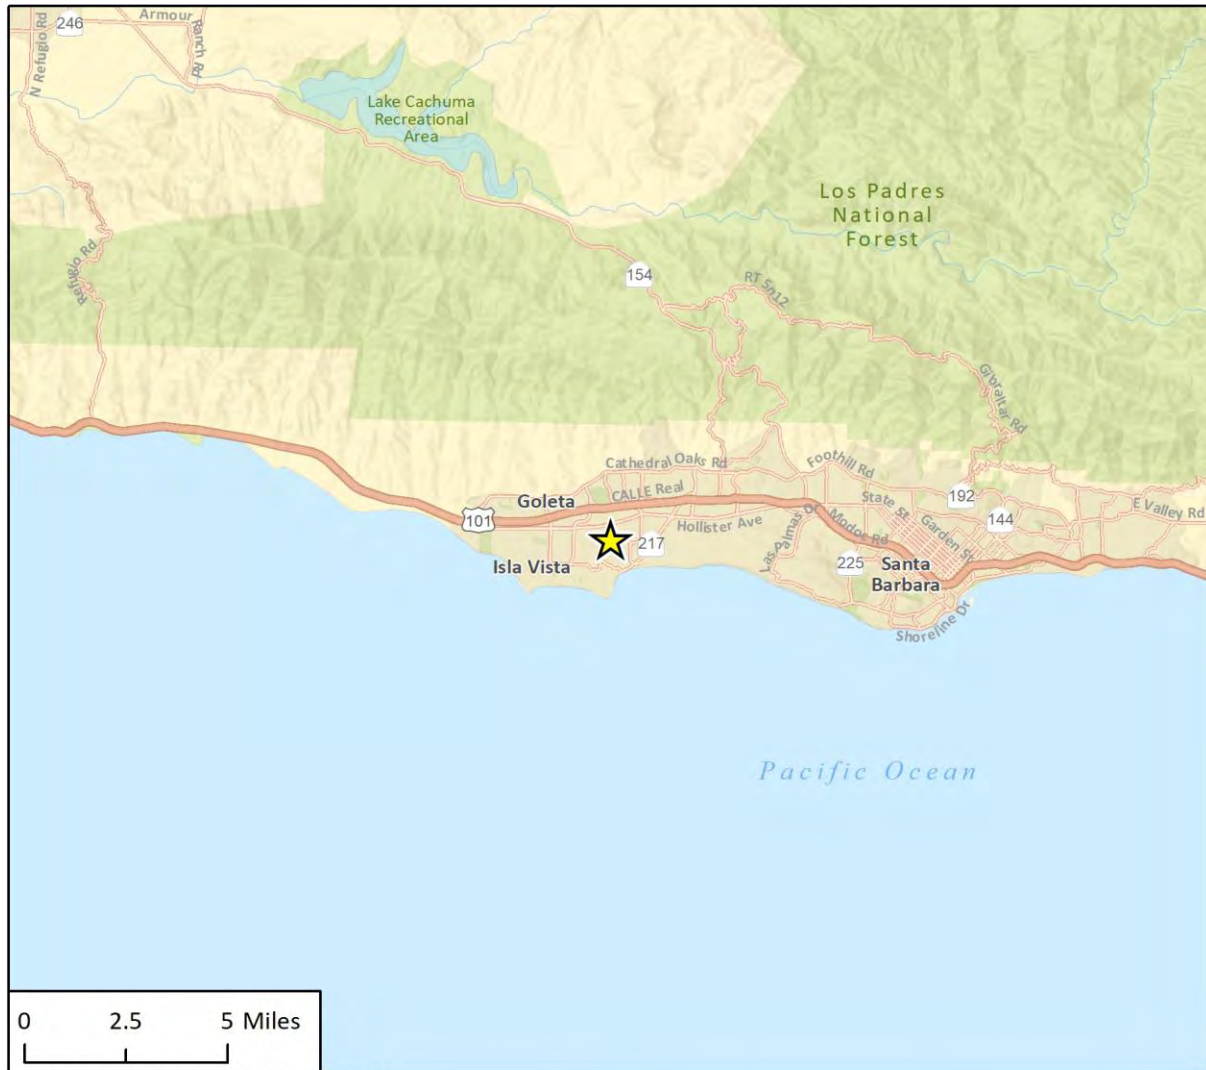 246
Armour
Ranch Rd
N Refugio Rd
Lake Cachuma
Recreational
Area
Los Padres
National
Forest
Refugio Rd
154
RT 5n12
Gibraltar Rd
Cathedral Oaks Rd
Foothill Rd
192
Goleta
CALLE Real
State St
E Valley Rd
101
Hollister Ave
Las Palmas Dr
Modoc Rd
Garden St
144
217
Isla Vista
225
Santa
Barbara
Shoreline Dr
Pacific Ocean
0 2.5 5 Miles